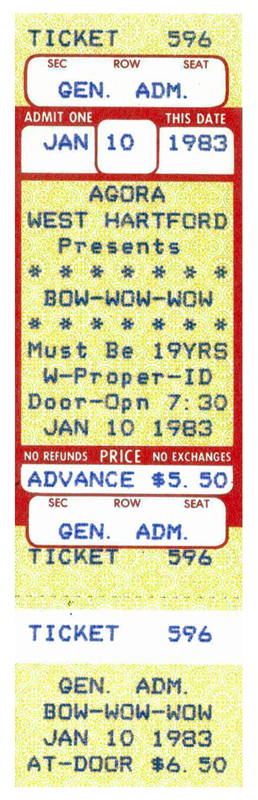 TICKET 596
SEC ROW SEAT
GEN. ADM.
ADMIT ONE THIS DATE
JAN 10 1983
AGORA
WEST HARTFORD
Presents
* * * * * * *
BOW-WOW-WOW
* * * * * * *
Must Be 19YRS
W-Proper-ID
Door-Opn 7:30
JAN 10 1983
NO REFUNDS PRICE NO EXCHANGES
ADVANCE $5.50
SEC ROW SEAT
GEN. ADM.
TICKET 596
TICKET 596
GEN. ADM.
BOW-WOW-WOW
JAN 10 1983
AT-DOOR $6.50